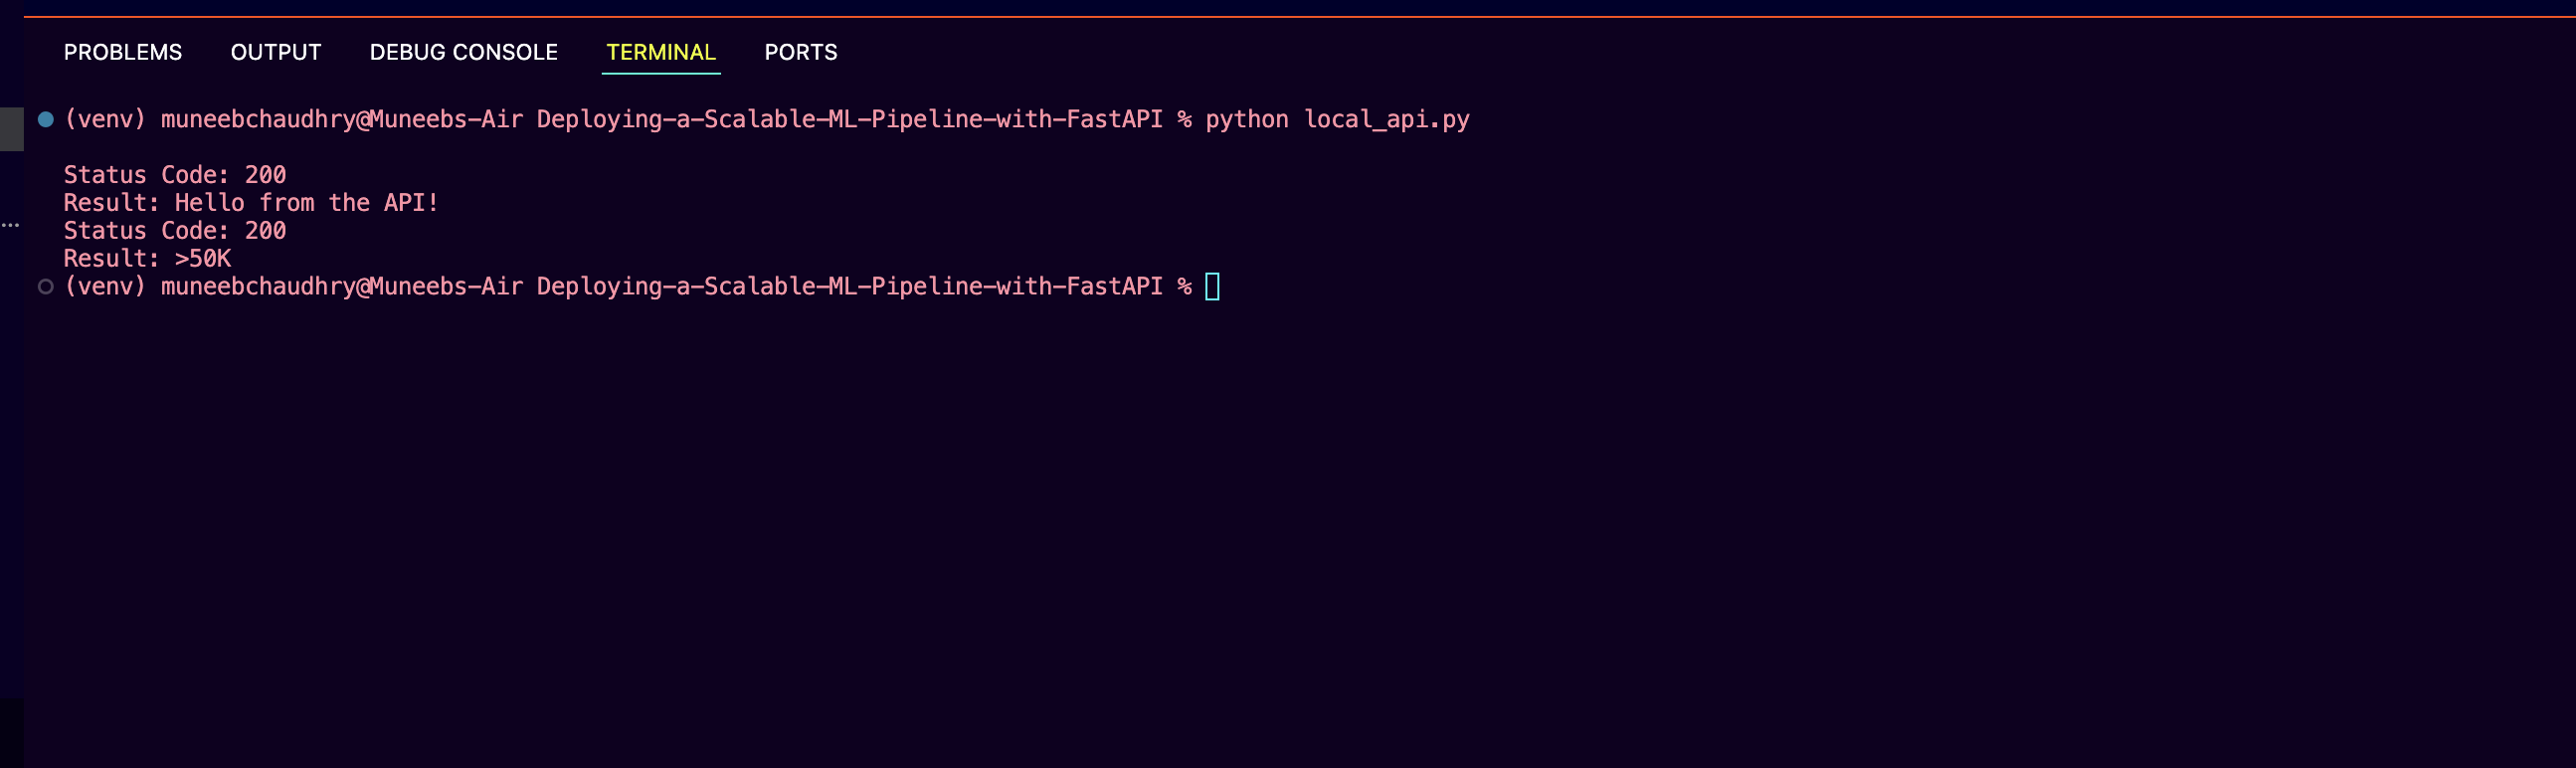 PROBLEMS OUTPUT DEBUG CONSOLE TERMINAL PORTS
(venv) muneebchaudhry@Muneebs-Air Deploying-a-Scalable-ML-Pipeline-with-FastAPI % python local_api.py
Status Code: 200
Result: Hello from the API!
Status Code: 200
Result: >50K
(venv) muneebchaudhry@Muneebs-Air Deploying-a-Scalable-ML-Pipeline-with-FastAPI %